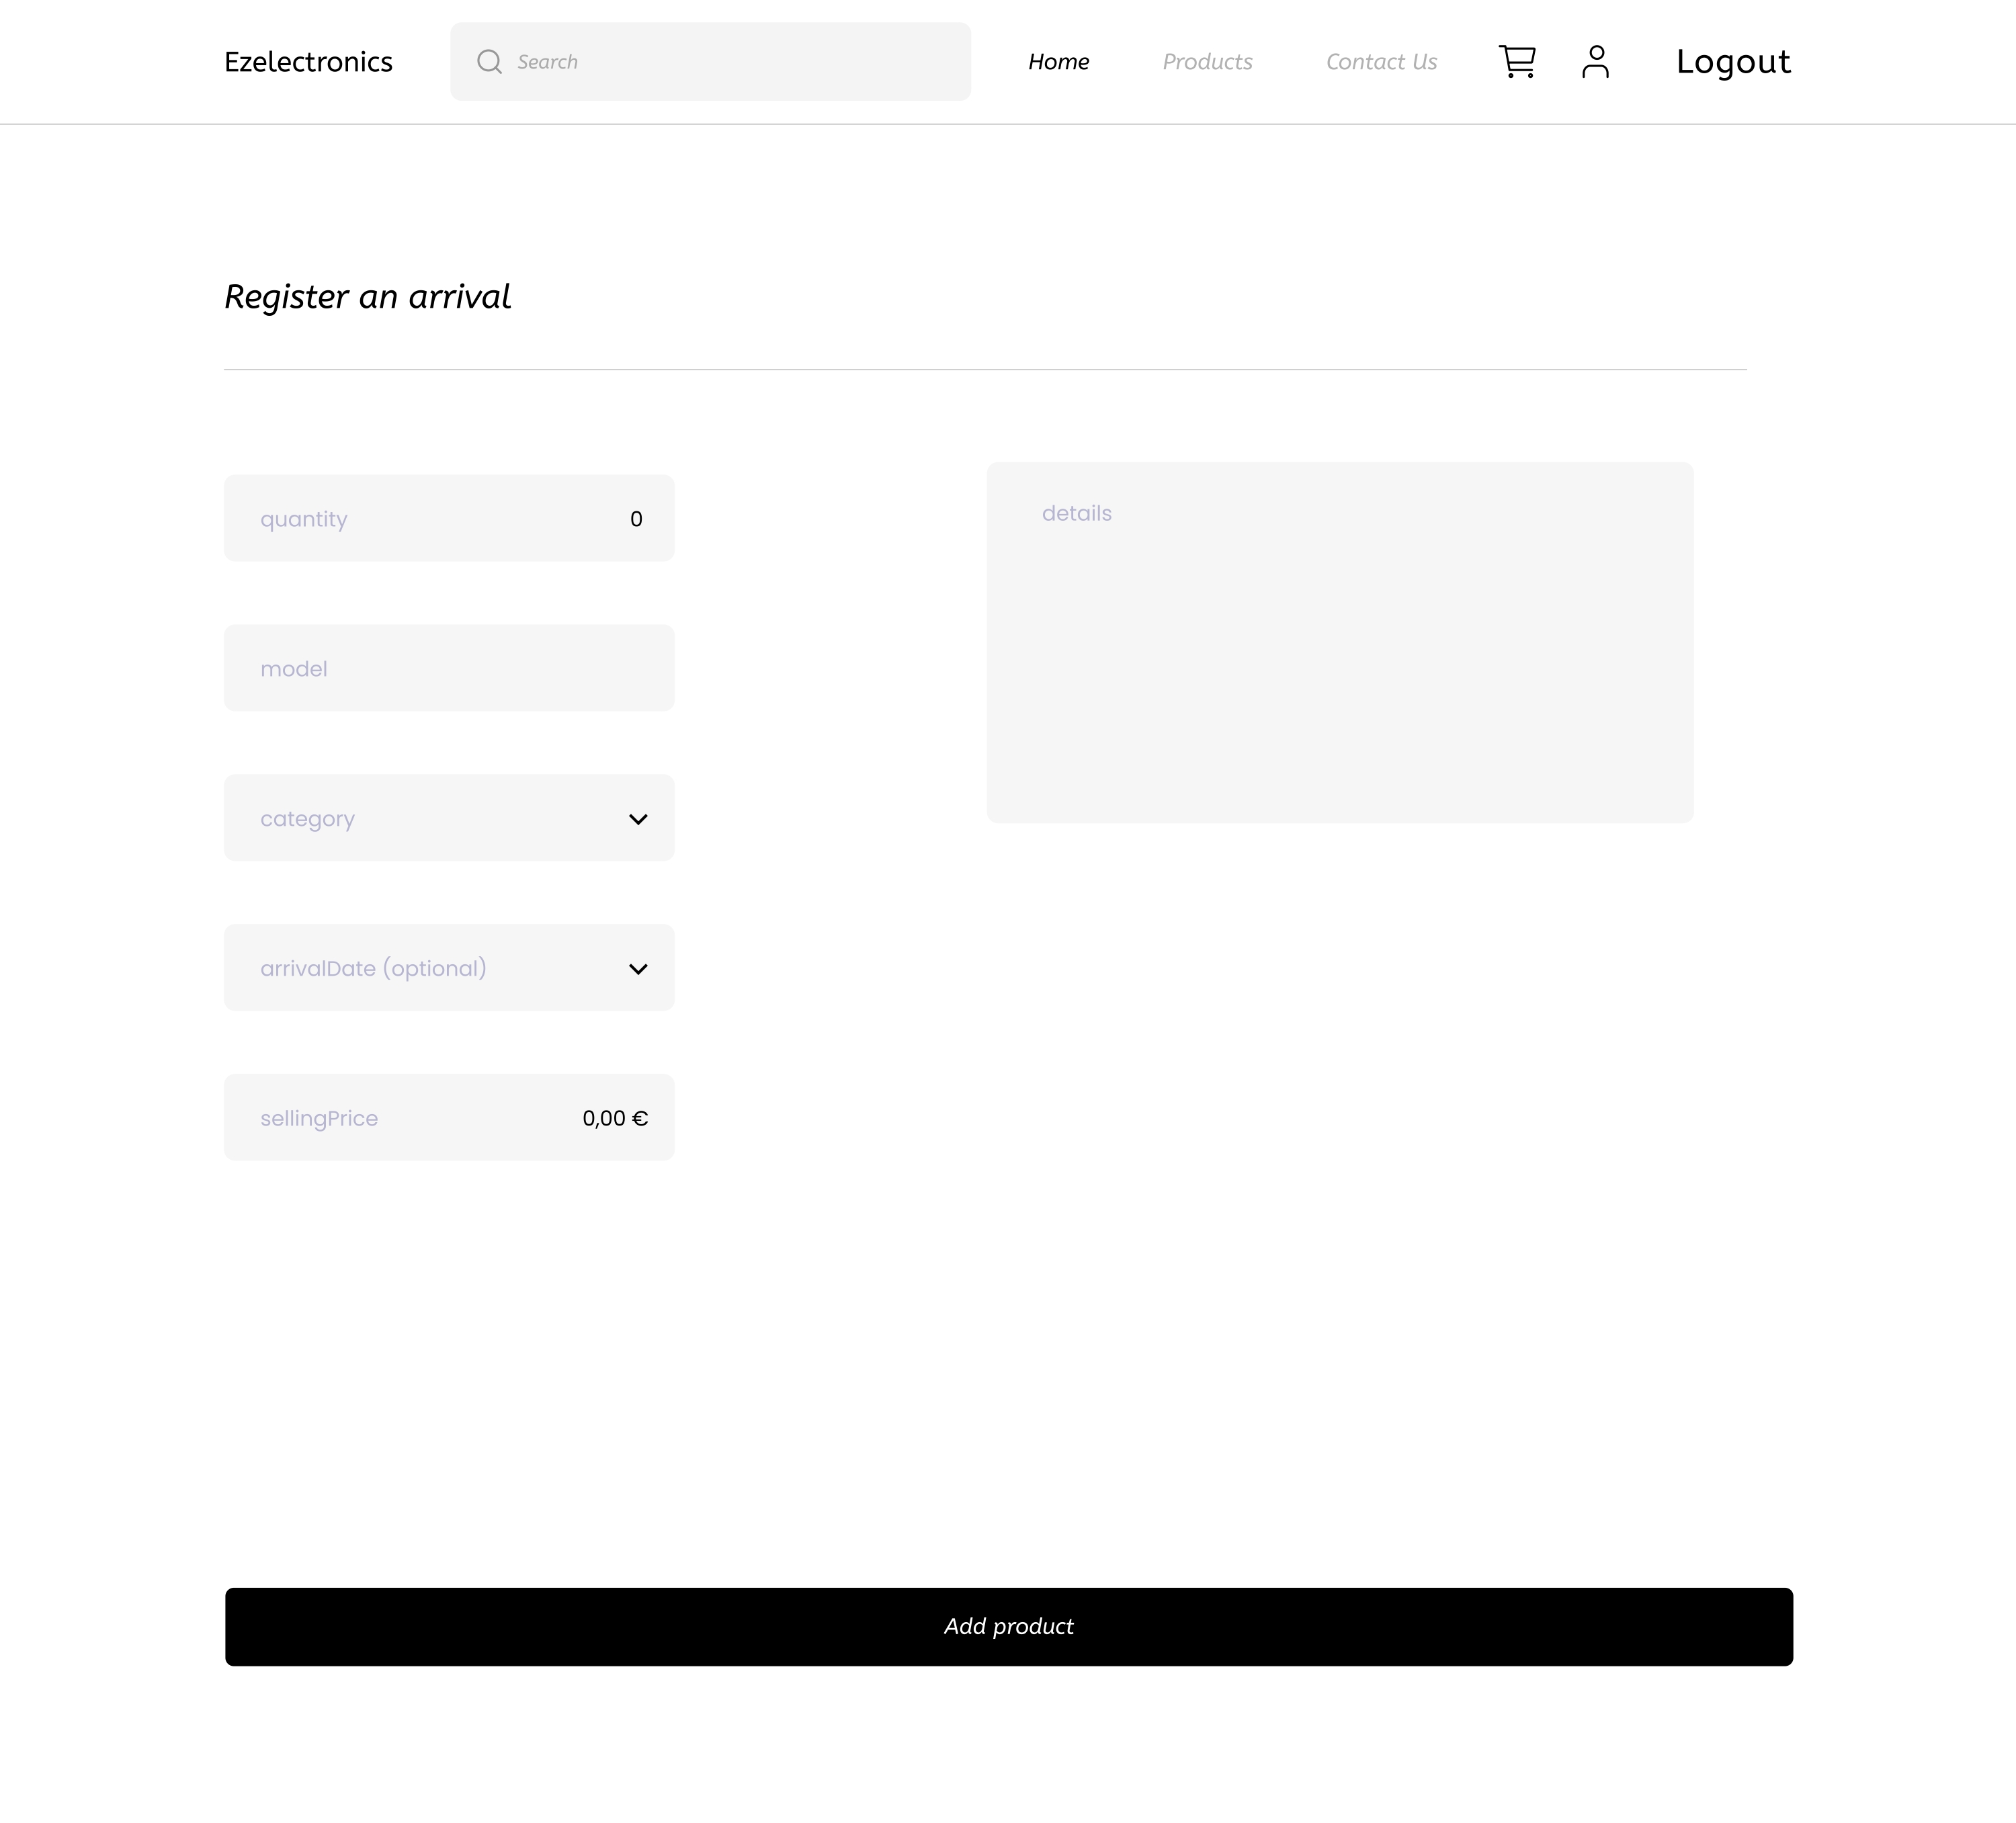 Ezelectronics
Search
Home
Products
Contact Us
Logout
Register an arrival
quantity
0
details
model
category
arrivalDate (optional)
sellingPrice
0,00 €
Add product